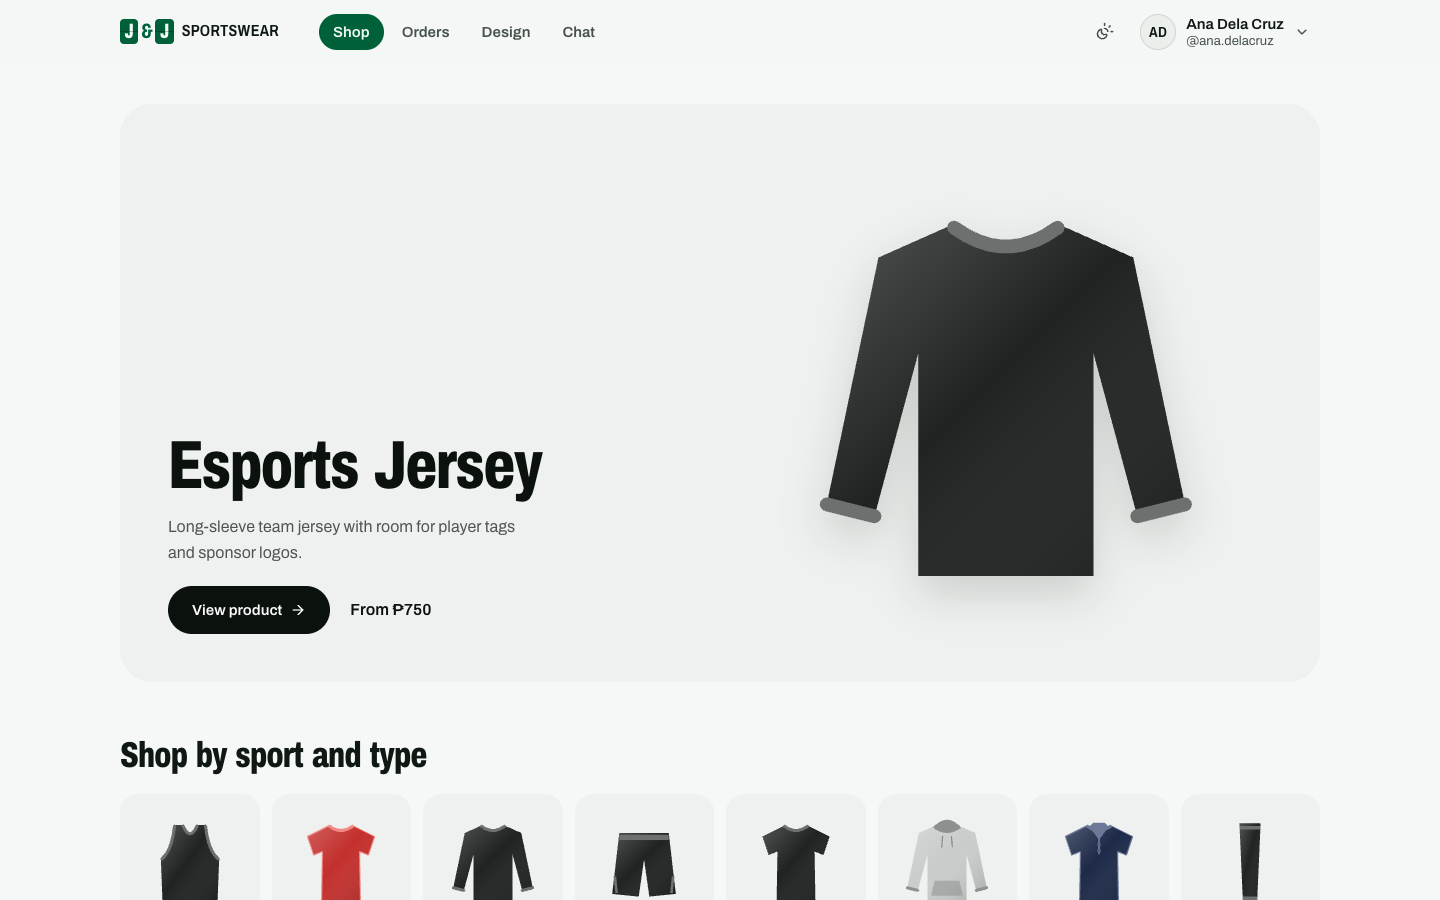 J & J SPORTSWEAR
Shop
Orders
Design
Chat
AD
Ana Dela Cruz
@ana.delacruz
Esports Jersey
Long-sleeve team jersey with room for player tags
and sponsor logos.
View product →
From ₱750
Shop by sport and type